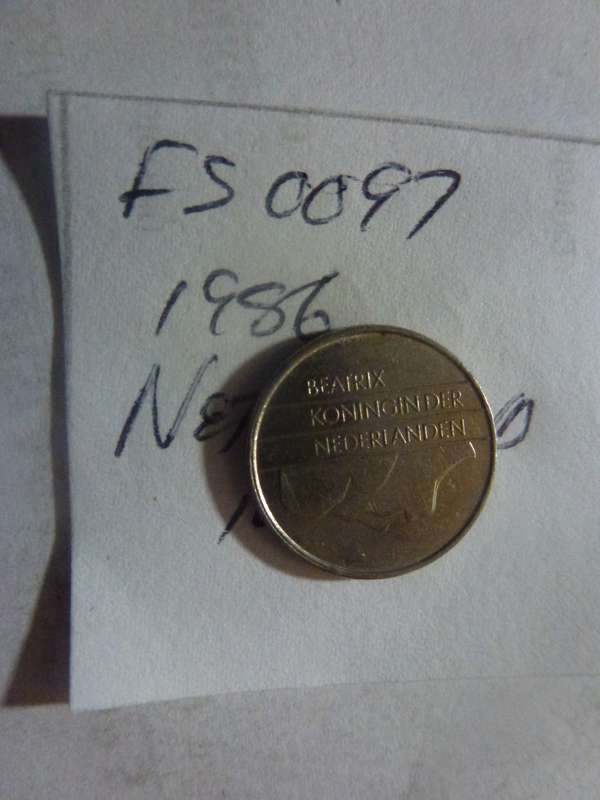 FS 0097
1986
BEATRIX
KONINGIN DER
NEDERLANDEN